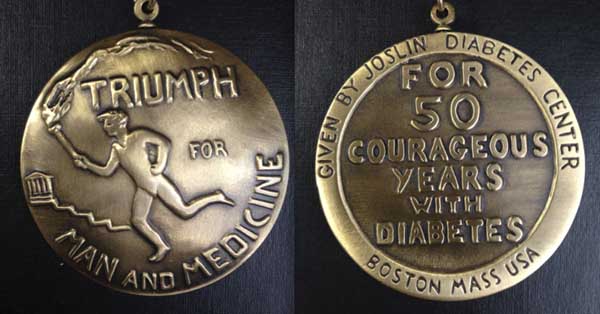 TRIUMPH
FOR
MAN AND MEDICINE
GIVEN BY JOSLIN DIABETES CENTER
FOR
50
COURAGEOUS
YEARS
WITH
DIABETES
BOSTON MASS USA